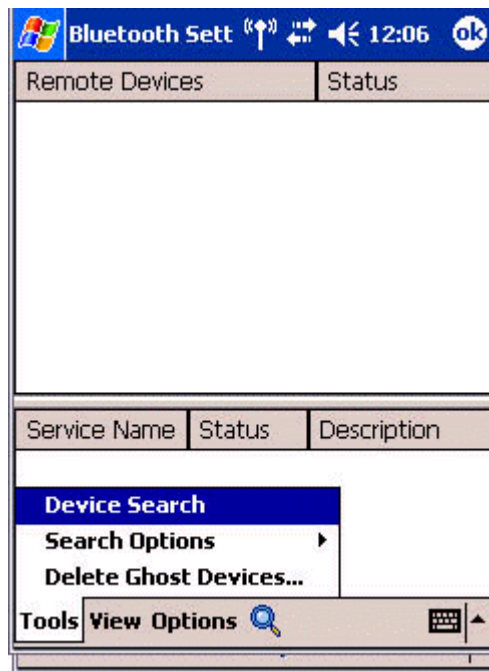 Bluetooth Sett 12:06 ok
Remote Devices Status
Service Name Status Description
Device Search
Search Options
Delete Ghost Devices...
Tools View Options